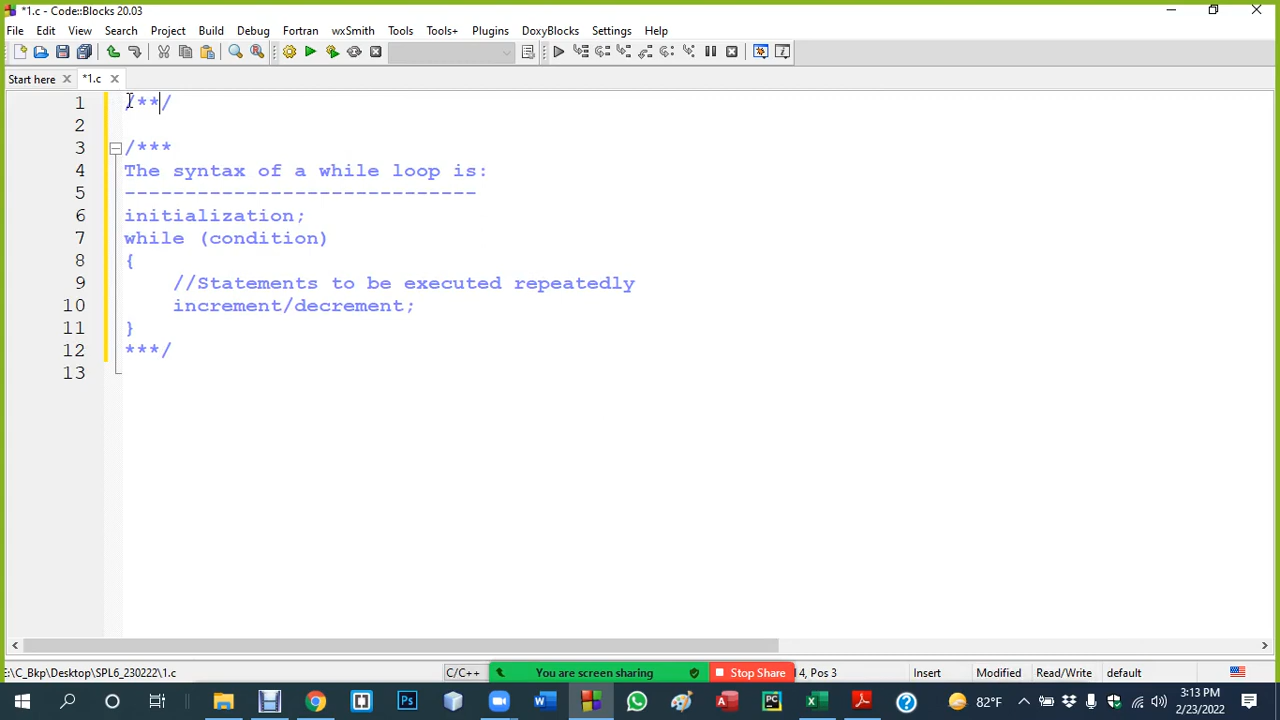 *1.c - Code::Blocks 20.03
File Edit View Search Project Build Debug Fortran wxSmith Tools Tools+ Plugins DoxyBlocks Settings Help
Start here *1.c
1 /**/
2
3 /***
4 The syntax of a while loop is:
5 -----------------------------
6 initialization;
7 while (condition)
8 {
9 //Statements to be executed repeatedly
10 increment/decrement;
11 }
12 ***/
13
E:\C_Bkp\Desktop\SPL6_230222\1.c C/C++ You are screen sharing Stop Share 14, Pos 3 Insert Modified Read/Write default
82°F 3:13 PM
2/23/2022